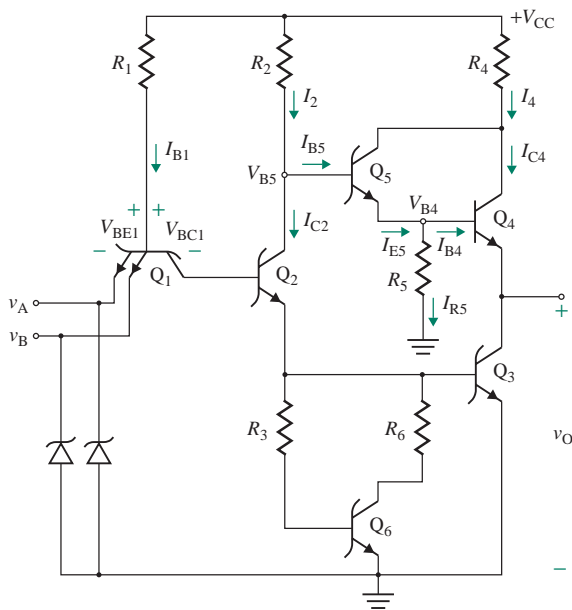 +V_CC
R_1
R_2
R_4
I_2
I_4
I_B1
I_B5
V_B5
Q_5
I_C4
V_B4
+ +
V_BE1
V_BC1
I_C2
Q_4
−
−
I_E5
I_B4
Q_1
Q_2
R_5
v_A
I_R5
v_B
+
Q_3
R_3
R_6
v_O
Q_6
−